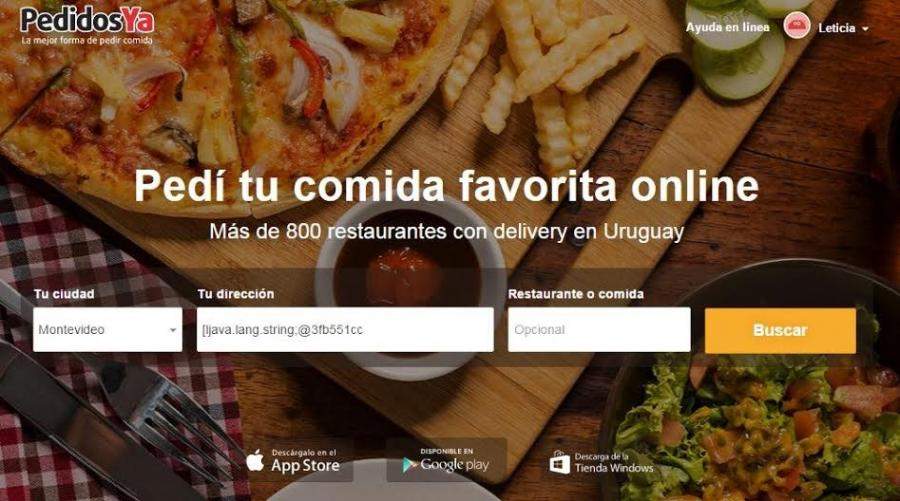 PedidosYa
La mejor forma de pedir comida
Ayuda en línea
Leticia
Pedí tu comida favorita online
Más de 800 restaurantes con delivery en Uruguay
Tu ciudad
Tu dirección
Restaurante o comida
Montevideo
[ljava.lang.string;@3fb551cc
Opcional
Buscar
Descárgalo en el
App Store
DISPONIBLE EN
Google play
Descarga de la
Tienda Windows